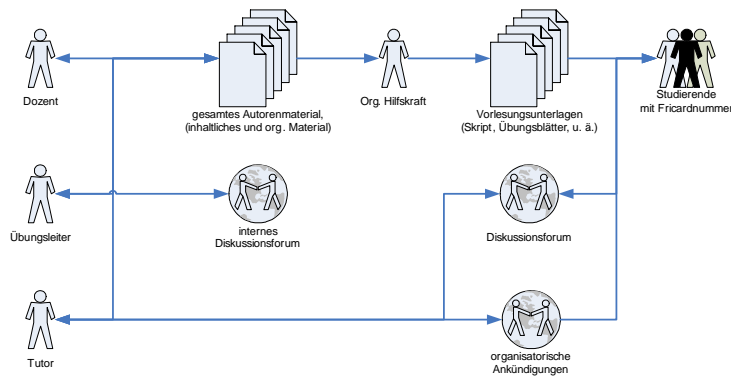 Dozent
gesamtes Autorenmaterial,
(inhaltliches und org. Material)
Org. Hilfskraft
Vorlesungsunterlagen
(Skript, Übungsblätter, u. ä.)
Studierende
mit Fricardnummer
Übungsleiter
internes
Diskussionsforum
Diskussionsforum
Tutor
organisatorische
Ankündigungen